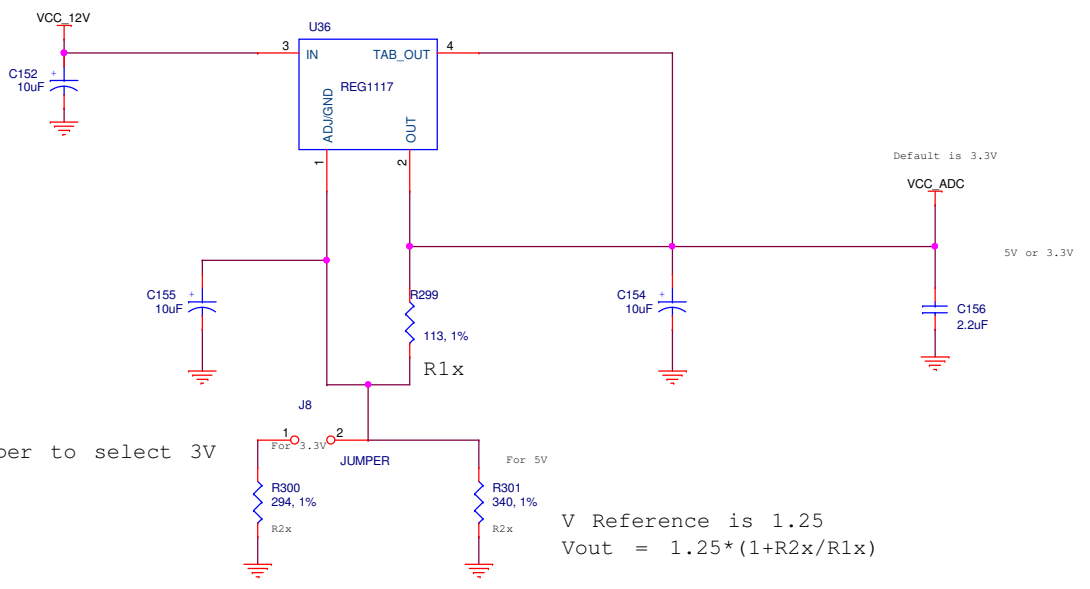 VCC_12V
C152
10uF
+
U36
3
IN
TAB_OUT
4
REG1117
ADJ/GND
OUT
1
2
Default is 3.3V
VCC_ADC
5V or 3.3V
C155
10uF
+
R299
113, 1%
R1x
C154
10uF
+
C156
2.2uF
J8
1
2
For 3.3V
JUMPER
per to select 3V
For 5V
R300
294, 1%
R2x
R301
340, 1%
R2x
V Reference is 1.25
Vout = 1.25*(1+R2x/R1x)